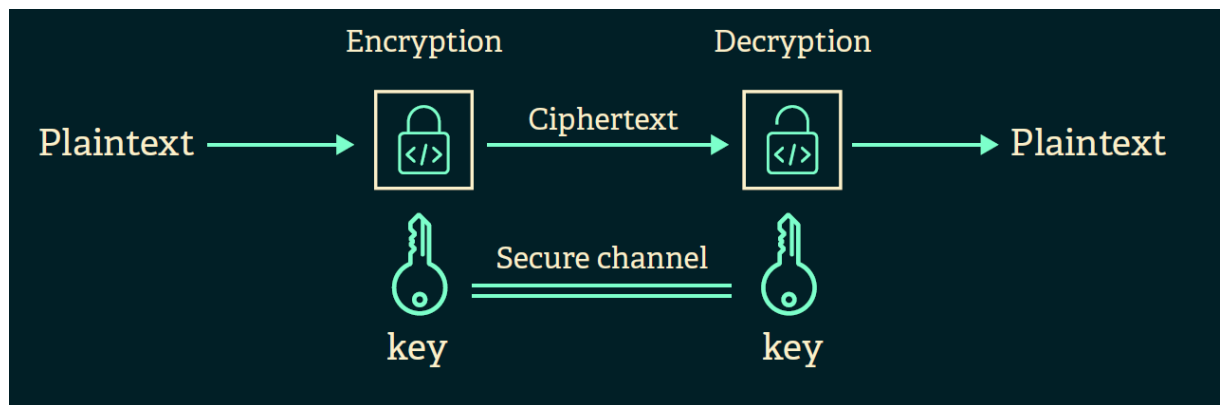 Encryption
Decryption
Plaintext
</>
Ciphertext
</>
Plaintext
Secure channel
key
key